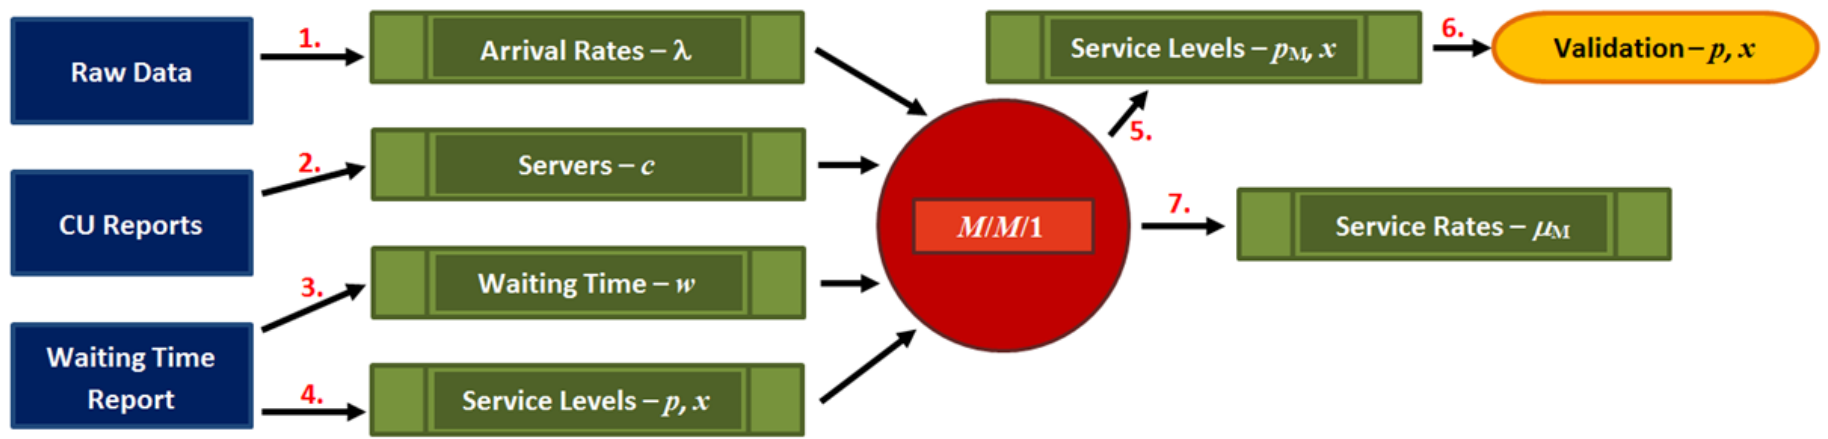 Raw Data
1.
Arrival Rates – λ
CU Reports
2.
Servers – c
Waiting Time
Report
3.
Waiting Time – w
4.
Service Levels – p, x
M/M/1
5.
Service Levels – pM, x
6.
Validation – p, x
7.
Service Rates – μM